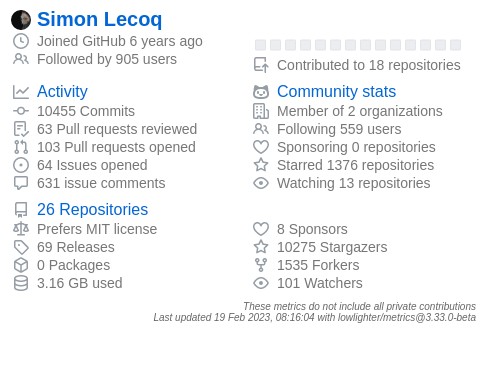 Simon Lecoq
Joined GitHub 6 years ago
Followed by 905 users
Contributed to 18 repositories
Activity
10455 Commits
63 Pull requests reviewed
103 Pull requests opened
64 Issues opened
631 issue comments
Community stats
Member of 2 organizations
Following 559 users
Sponsoring 0 repositories
Starred 1376 repositories
Watching 13 repositories
26 Repositories
Prefers MIT license
69 Releases
0 Packages
3.16 GB used
8 Sponsors
10275 Stargazers
1535 Forkers
101 Watchers
These metrics do not include all private contributions
Last updated 19 Feb 2023, 08:16:04 with lowlighter/metrics@3.33.0-beta